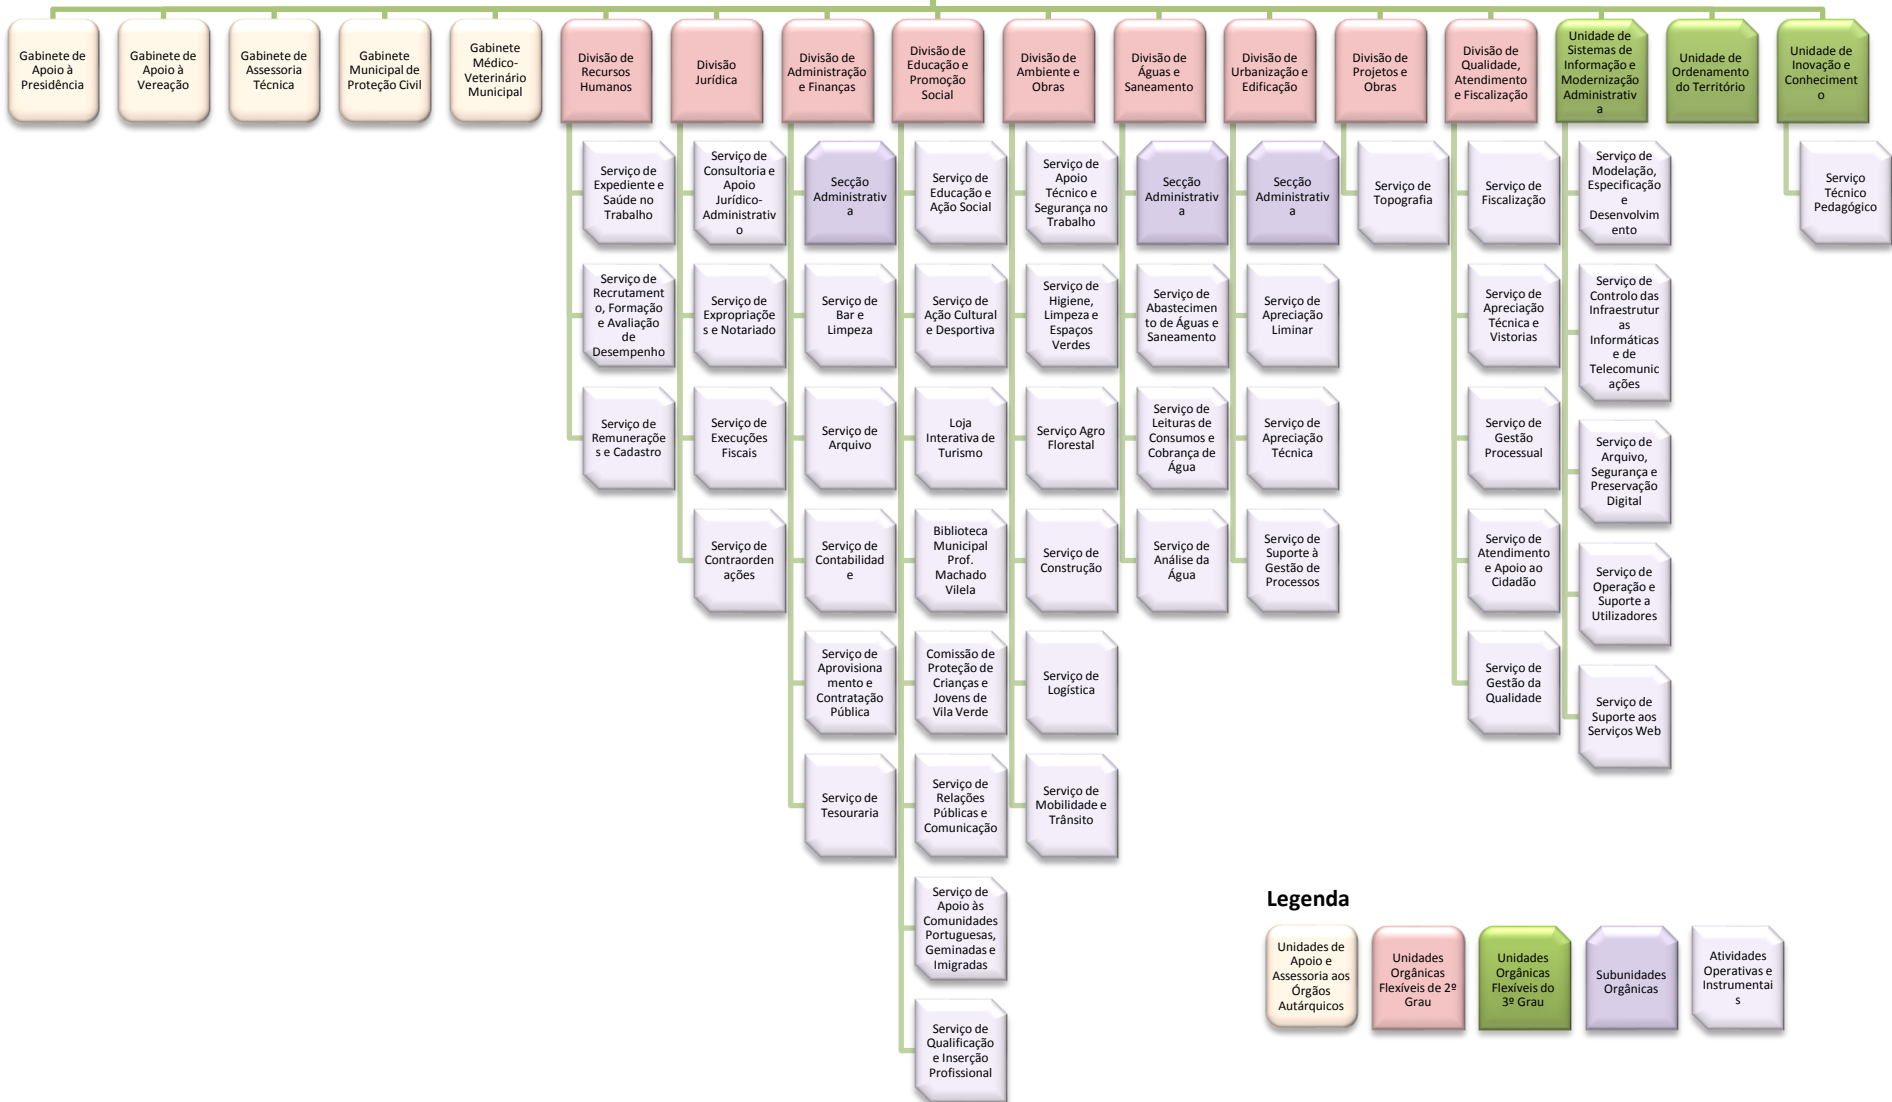 Gabinete de
Apoio à
Presidência
Gabinete de
Apoio à
Vereação
Gabinete de
Assessoria
Técnica
Gabinete
Municipal de
Proteção Civil
Gabinete
Médico-
Veterinário
Municipal
Divisão de
Recursos
Humanos
Divisão
Jurídica
Divisão de
Administração
e Finanças
Divisão de
Educação e
Promoção
Social
Divisão de
Ambiente e
Obras
Divisão de
Águas e
Saneamento
Divisão de
Urbanização e
Edificação
Divisão de
Projetos e
Obras
Divisão de
Qualidade,
Atendimento
e Fiscalização
Unidade de
Sistemas de
Informação e
Modernização
Administrativ
a
Unidade de
Ordenamento
do Território
Unidade de
Inovação e
Conheciment
o
Serviço de
Expediente e
Saúde no
Trabalho
Serviço de
Recrutament
o, Formação
e Avaliação
de
Desempenho
Serviço de
Remuneraçõe
s e Cadastro
Serviço de
Consultoria e
Apoio
Jurídico-
Administrativ
o
Serviço de
Expropriaçõe
s e Notariado
Serviço de
Execuções
Fiscais
Serviço de
Contraorden
ações
Secção
Administrativ
a
Serviço de
Bar e
Limpeza
Serviço de
Arquivo
Serviço de
Contabilidad
e
Serviço de
Aprovisiona
mento e
Contratação
Pública
Serviço de
Tesouraria
Serviço de
Educação e
Ação Social
Serviço de
Ação Cultural
e Desportiva
Loja
Interativa de
Turismo
Biblioteca
Municipal
Prof.
Machado
Vilela
Comissão de
Proteção de
Crianças e
Jovens de
Vila Verde
Serviço de
Relações
Públicas e
Comunicação
Serviço de
Apoio às
Comunidades
Portuguesas,
Geminadas e
Imigradas
Serviço de
Qualificação
e Inserção
Profissional
Serviço de
Apoio
Técnico e
Segurança no
Trabalho
Serviço de
Higiene,
Limpeza e
Espaços
Verdes
Serviço Agro
Florestal
Serviço de
Construção
Serviço de
Logística
Serviço de
Mobilidade e
Trânsito
Secção
Administrativ
a
Serviço de
Abasteciment
o de Águas e
Saneamento
Serviço de
Leituras de
Consumos e
Cobrança de
Água
Serviço de
Análise da
Água
Secção
Administrativ
a
Serviço de
Apreciação
Liminar
Serviço de
Apreciação
Técnica
Serviço de
Suporte à
Gestão de
Processos
Serviço de
Topografia
Serviço de
Fiscalização
Serviço de
Apreciação
Técnica e
Vistorias
Serviço de
Gestão
Processual
Serviço de
Atendimento
e Apoio ao
Cidadão
Serviço de
Gestão da
Qualidade
Serviço de
Modelação,
Especificação
e
Desenvolvim
ento
Serviço de
Controlo das
Infraestrutur
as
Informáticas
e de
Telecomunic
ações
Serviço de
Arquivo,
Segurança e
Preservação
Digital
Serviço de
Operação e
Suporte a
Utilizadores
Serviço de
Suporte aos
Serviços Web
Serviço
Técnico
Pedagógico
Legenda
Unidades de
Apoio e
Assessoria aos
Órgãos
Autárquicos
Unidades
Orgânicas
Flexíveis de 2º
Grau
Unidades
Orgânicas
Flexíveis do
3º Grau
Subunidades
Orgânicas
Atividades
Operativas e
Instrumentai
s